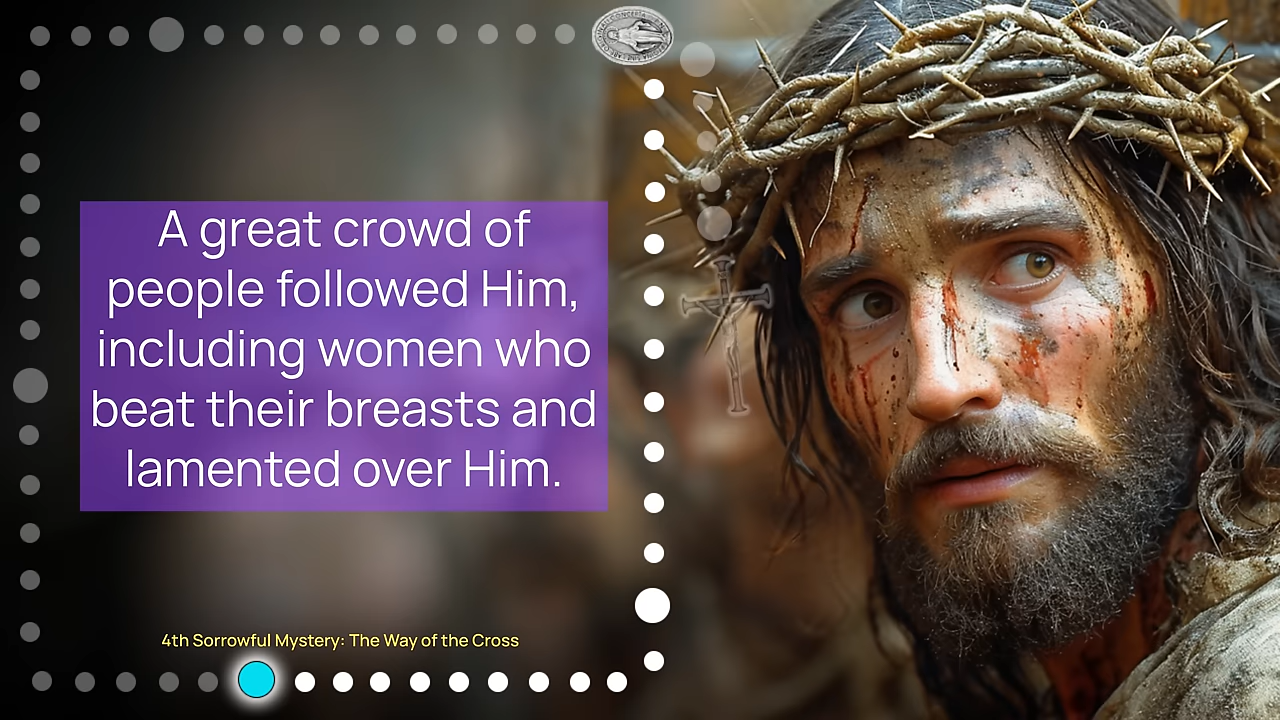 A great crowd of
people followed Him,
including women who
beat their breasts and
lamented over Him.
4th Sorrowful Mystery: The Way of the Cross